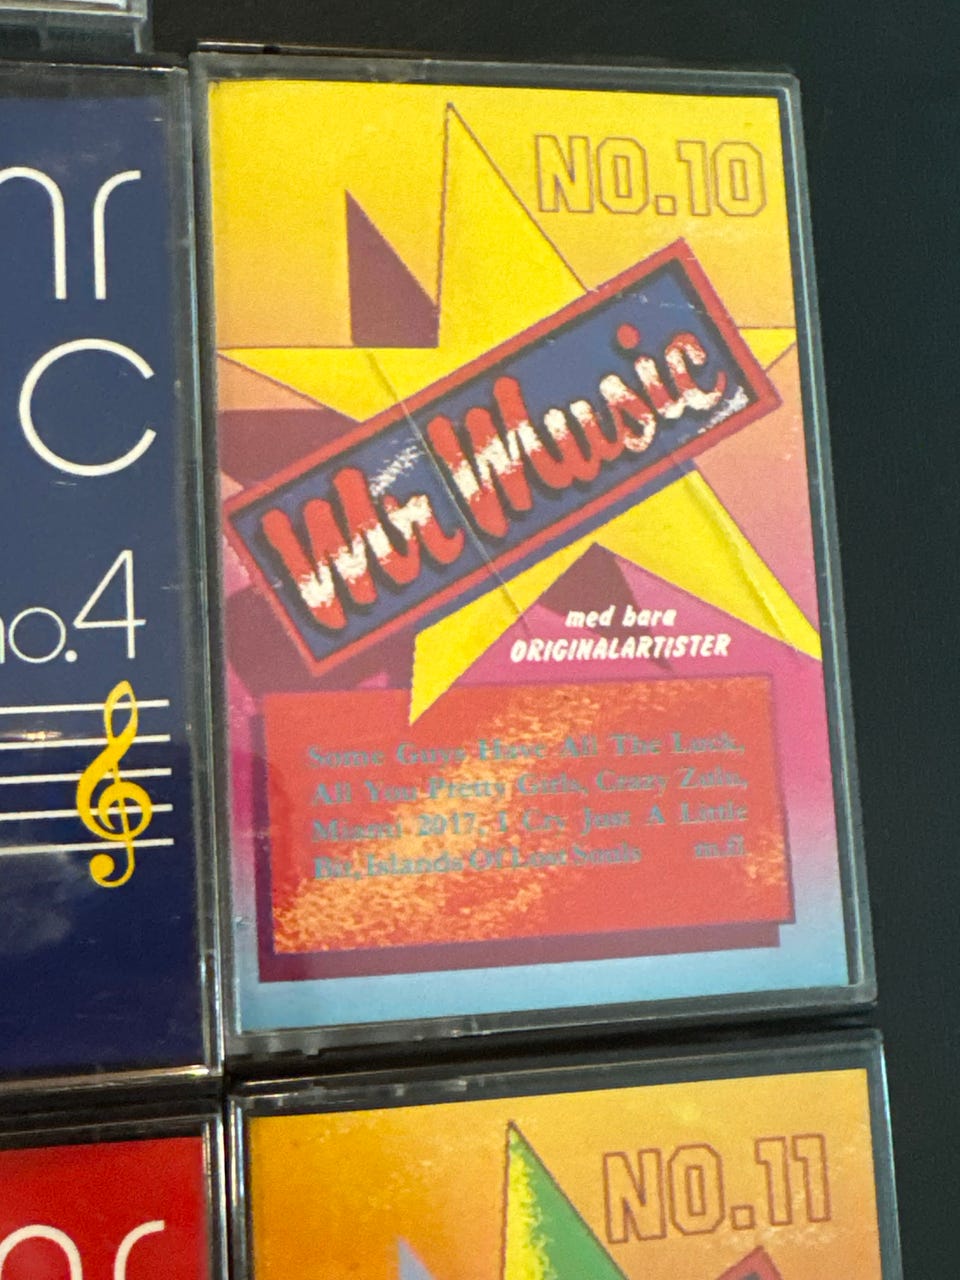 NO.10
Mr Music
med bara
ORIGINALARTISTER
Some Guys Have All The Luck,
All You Pretty Girls, Crazy Zulu,
Miami 2017, I Cry Just A Little
Bit, Islands Of Lost Souls m.fl
mr
c
no.4
NO.11
mr